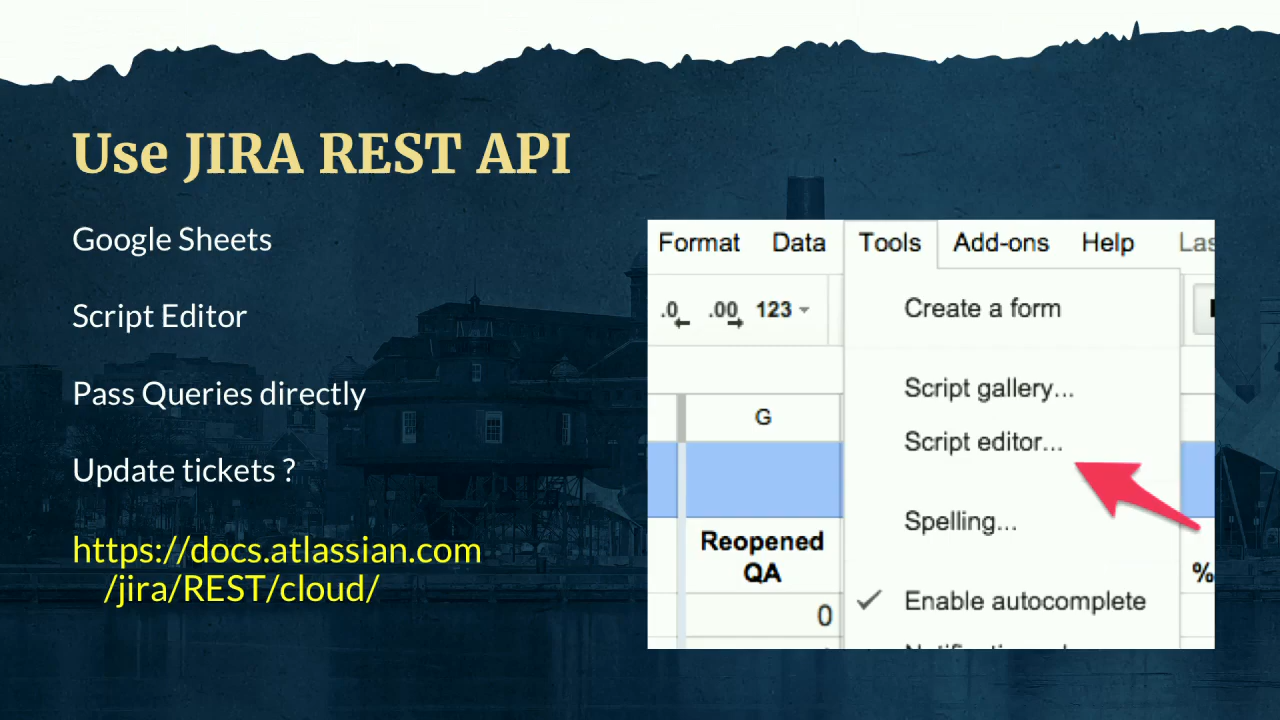 Use JIRA REST API
Google Sheets
Script Editor
Pass Queries directly
Update tickets ?
https://docs.atlassian.com
/jira/REST/cloud/
Format Data Tools Add-ons Help Las
.0 .00 123
Create a form
Script gallery...
G
Script editor...
Spelling...
Reopened
QA
%
Enable autocomplete
0